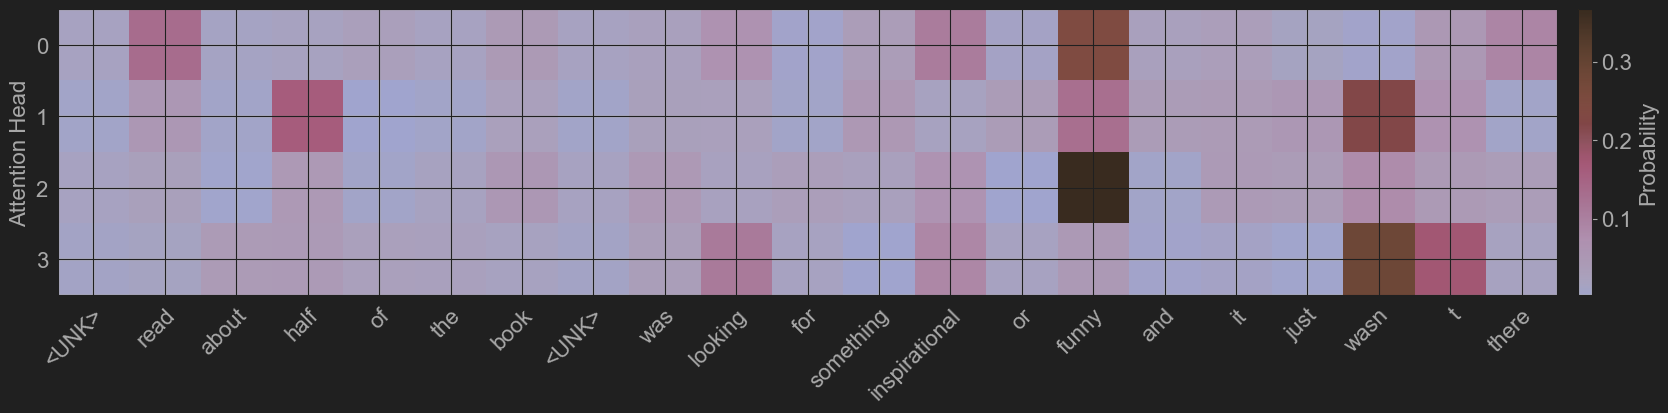 Attention Head
0
1
2
3
<UNK> read about half of the book <UNK> was looking for something inspirational or funny and it just wasn t there
0.3
0.2
0.1
Probability